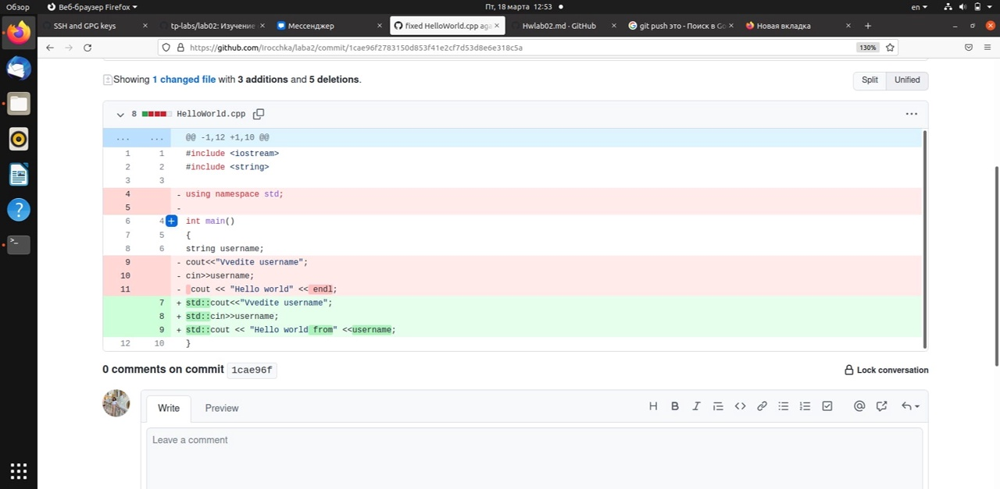 Обзор
Веб-браузер Firefox
Пт, 18 марта 12:53
en
SSH and GPG keys
tp-labs/lab02: Изучение
Мессенджер
fixed HelloWorld.cpp aga
Hwlab02.md - GitHub
git push это - Поиск в Go
Новая вкладка
https://github.com/Irocchka/laba2/commit/1cae96f2783150d853f41e2cf7d53d8e6e318c5a
130%
Showing 1 changed file with 3 additions and 5 deletions.
Split Unified
8 HelloWorld.cpp
... ... @@ -1,12 +1,10 @@
1 1 #include <iostream>
2 2 #include <string>
3 3
4 - using namespace std;
5 -
6 4 + int main()
7 5 {
8 6 string username;
9 - cout<<"Vvedite username";
10 - cin>>username;
11 - cout << "Hello world" << endl;
7 + std::cout<<"Vvedite username";
8 + std::cin>>username;
9 + std::cout << "Hello world from" <<username;
12 10 }
0 comments on commit 1cae96f
Lock conversation
Write Preview
Leave a comment